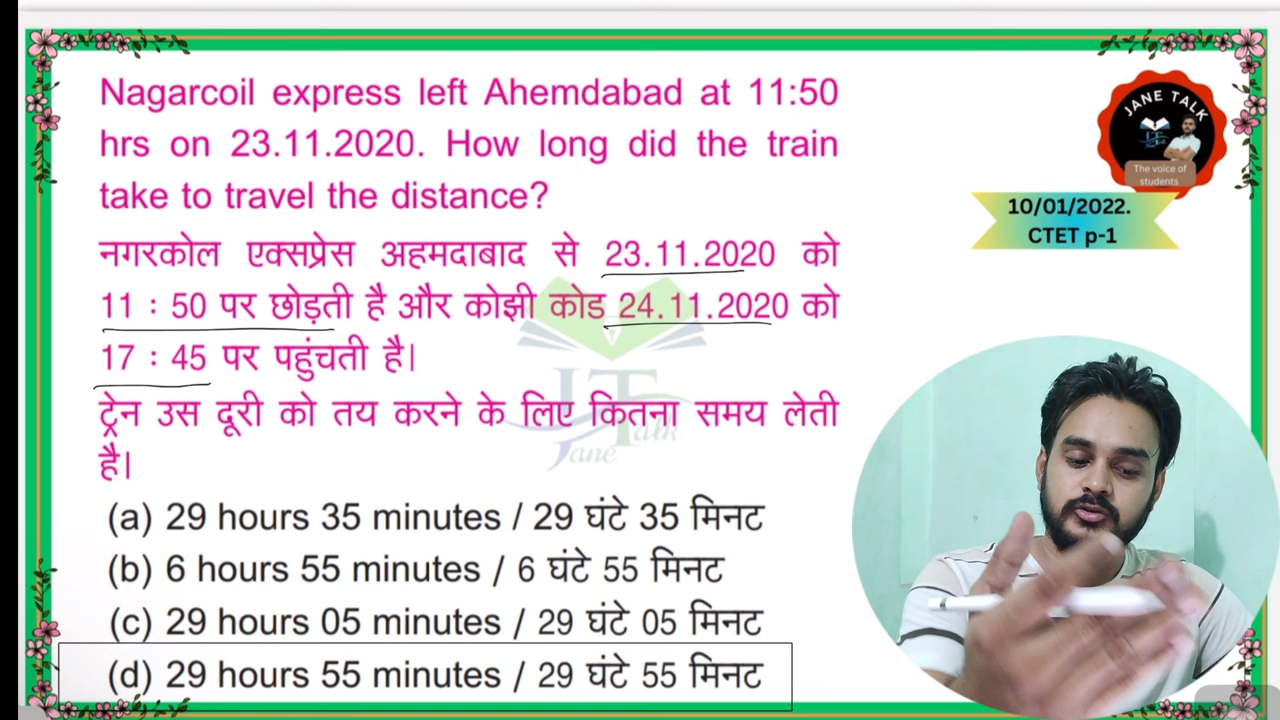 Nagarcoil express left Ahemdabad at 11:50
hrs on 23.11.2020. How long did the train
take to travel the distance?
नगरकोल एक्सप्रेस अहमदाबाद से 23.11.2020 को
11 : 50 पर छोड़ती है और कोझी कोड 24.11.2020 को
17 : 45 पर पहुंचती है।
ट्रेन उस दूरी को तय करने के लिए कितना समय लेती
है।
(a) 29 hours 35 minutes / 29 घंटे 35 मिनट
(b) 6 hours 55 minutes / 6 घंटे 55 मिनट
(c) 29 hours 05 minutes / 29 घंटे 05 मिनट
(d) 29 hours 55 minutes / 29 घंटे 55 मिनट
JANE TALK
The voice of
students
10/01/2022.
CTET p-1
JT
Jane Talk